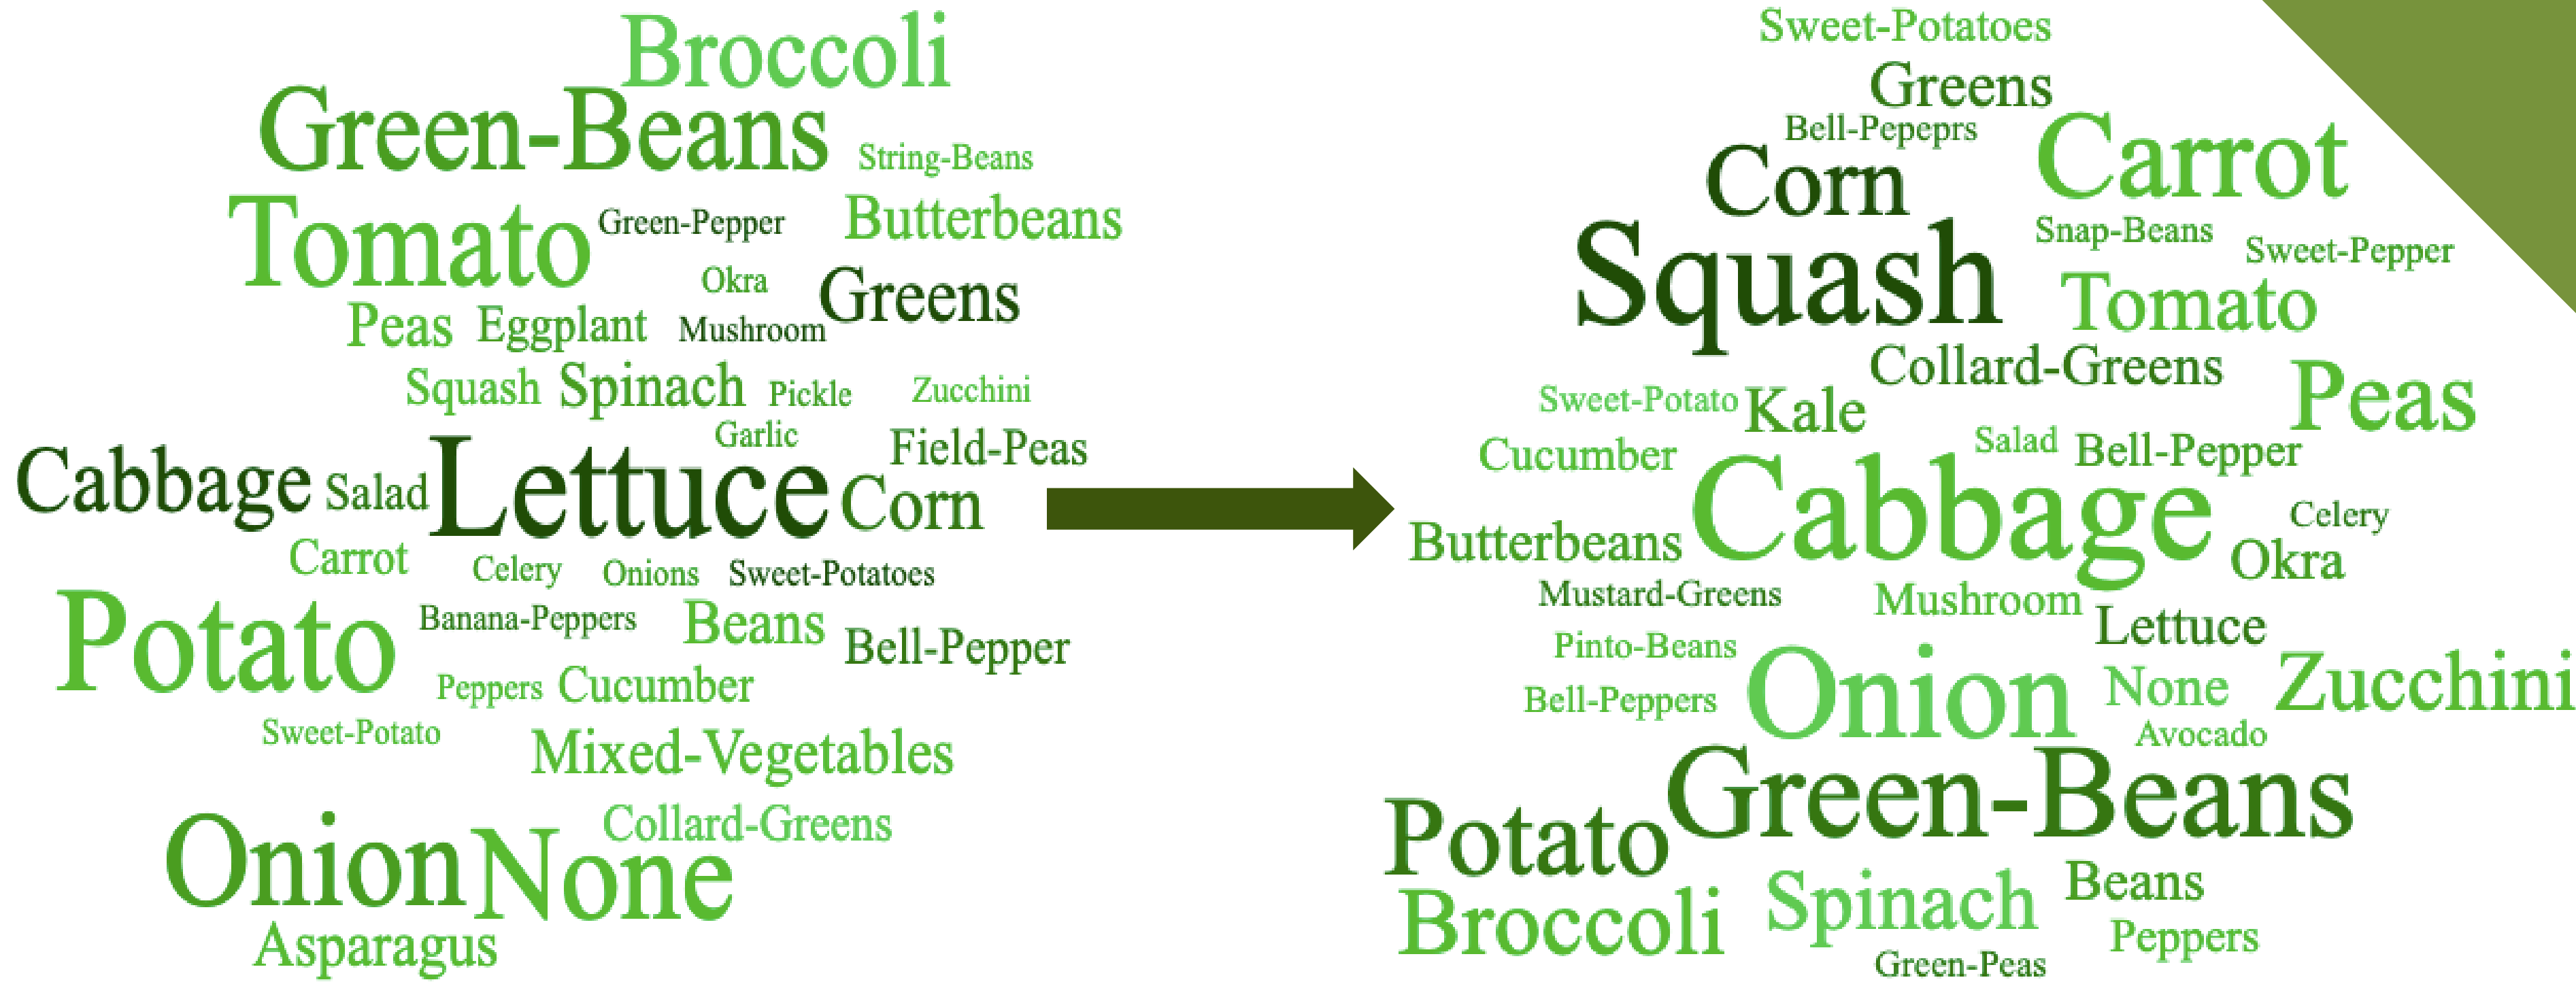 Broccoli
Green-Beans
String-Beans
Tomato
Green-Pepper
Butterbeans
Okra
Greens
Peas
Eggplant
Mushroom
Squash
Spinach
Pickle
Zucchini
Garlic
Field-Peas
Cabbage
Salad
Lettuce
Corn
Carrot
Celery
Onions
Sweet-Potatoes
Potato
Banana-Peppers
Beans
Bell-Pepper
Peppers
Cucumber
Sweet-Potato
Mixed-Vegetables
Collard-Greens
Onion
None
Asparagus
Sweet-Potatoes
Greens
Bell-Pepeprs
Carrot
Corn
Snap-Beans
Sweet-Pepper
Squash
Tomato
Collard-Greens
Peas
Sweet-Potato
Kale
Salad
Bell-Pepper
Cucumber
Cabbage
Celery
Butterbeans
Okra
Mustard-Greens
Mushroom
Lettuce
Pinto-Beans
Onion
None
Zucchini
Bell-Peppers
Avocado
Green-Beans
Potato
Broccoli
Spinach
Beans
Peppers
Green-Peas